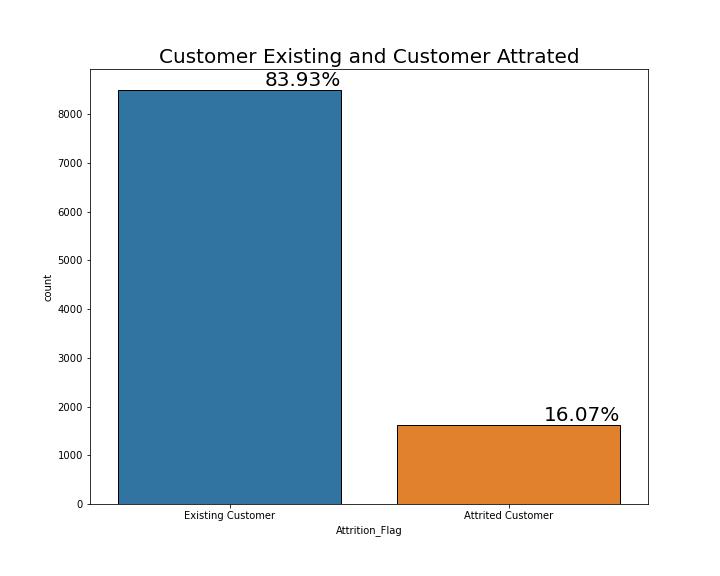 Customer Existing and Customer Attrated
83.93%
16.07%
8000
7000
6000
5000
4000
3000
2000
1000
0
count
Existing Customer
Attrited Customer
Attrition_Flag